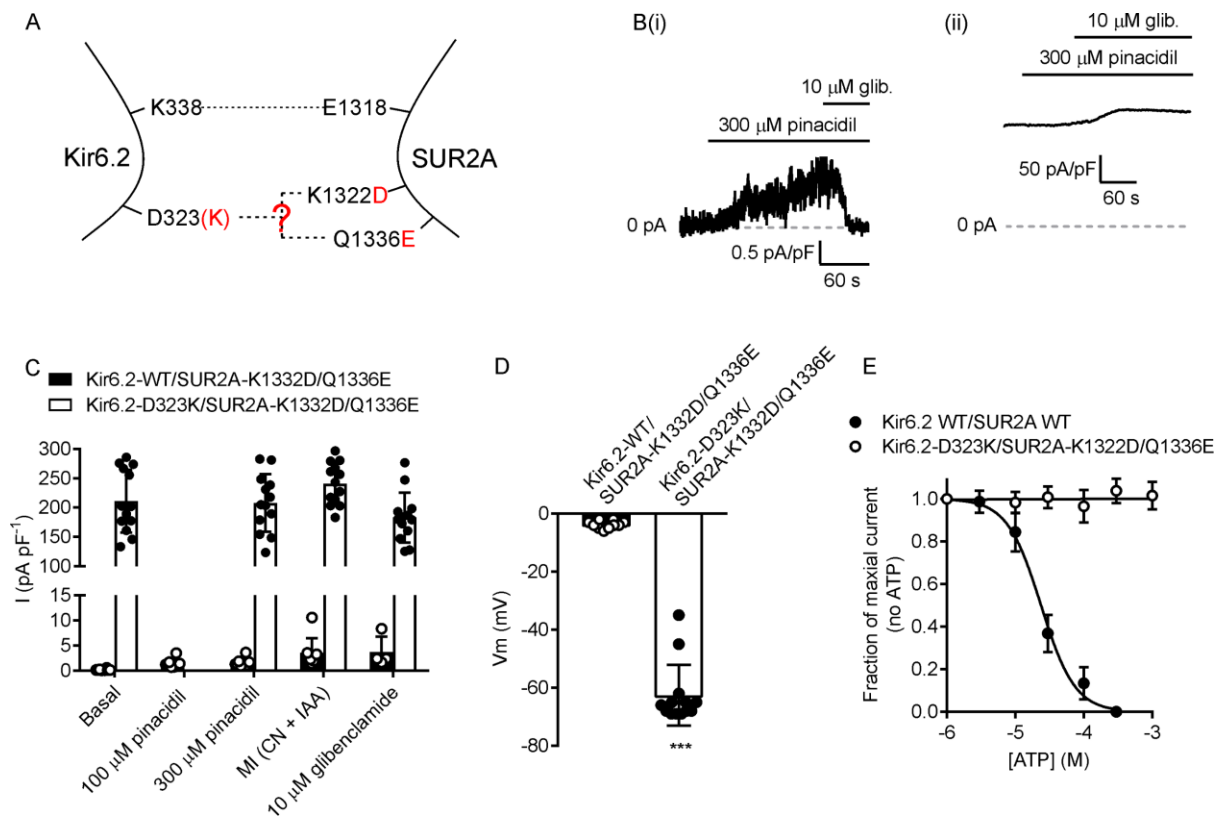 A
K338
E1318
Kir6.2
SUR2A
K1322D
D323(K)
?
Q1336E
B(i)
10 μM glib.
300 μM pinacidil
0 pA
0.5 pA/pF
60 s
(ii)
10 μM glib.
300 μM pinacidil
50 pA/pF
60 s
0 pA
C
Kir6.2-WT/SUR2A-K1332D/Q1336E
Kir6.2-D323K/SUR2A-K1332D/Q1336E
I (pA pF⁻¹)
300
250
200
150
100
15
10
5
0
Basal
100 μM pinacidil
300 μM pinacidil
MI (CN + IAA)
10 μM glibenclamide
D
Kir6.2-WT/
SUR2A-K1332D/Q1336E
Kir6.2-D323K/
SUR2A-K1332D/Q1336E
Vm (mV)
0
-20
-40
-60
-80
***
E
Kir6.2 WT/SUR2A WT
Kir6.2-D323K/SUR2A-K1322D/Q1336E
Fraction of maxial current
(no ATP)
1.0
0.8
0.6
0.4
0.2
0.0
-6
-5
-4
-3
[ATP] (M)